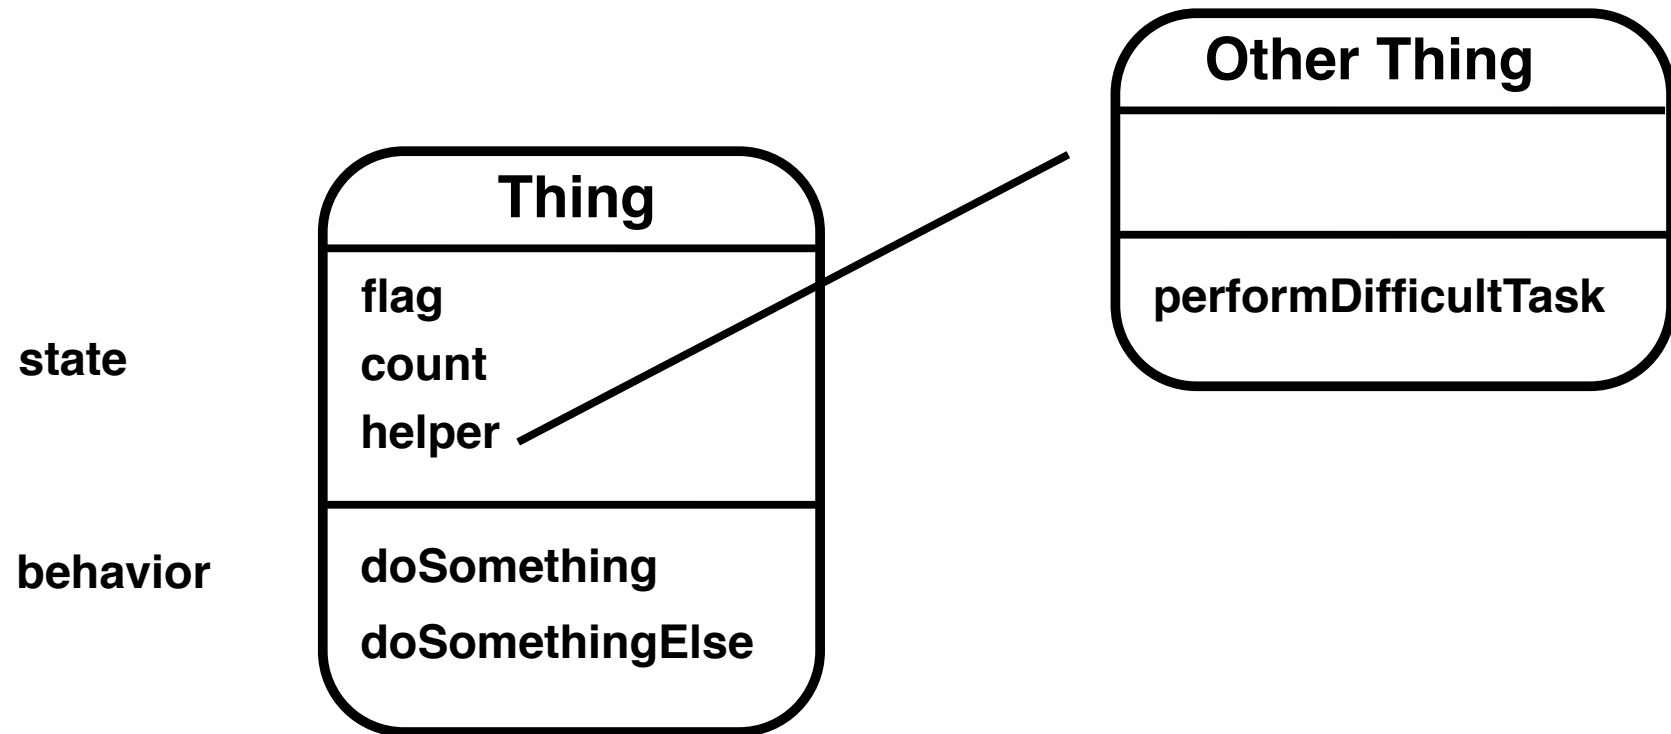 Other Thing
performDifficultTask
Thing
state
flag
count
helper
behavior
doSomething
doSomethingElse